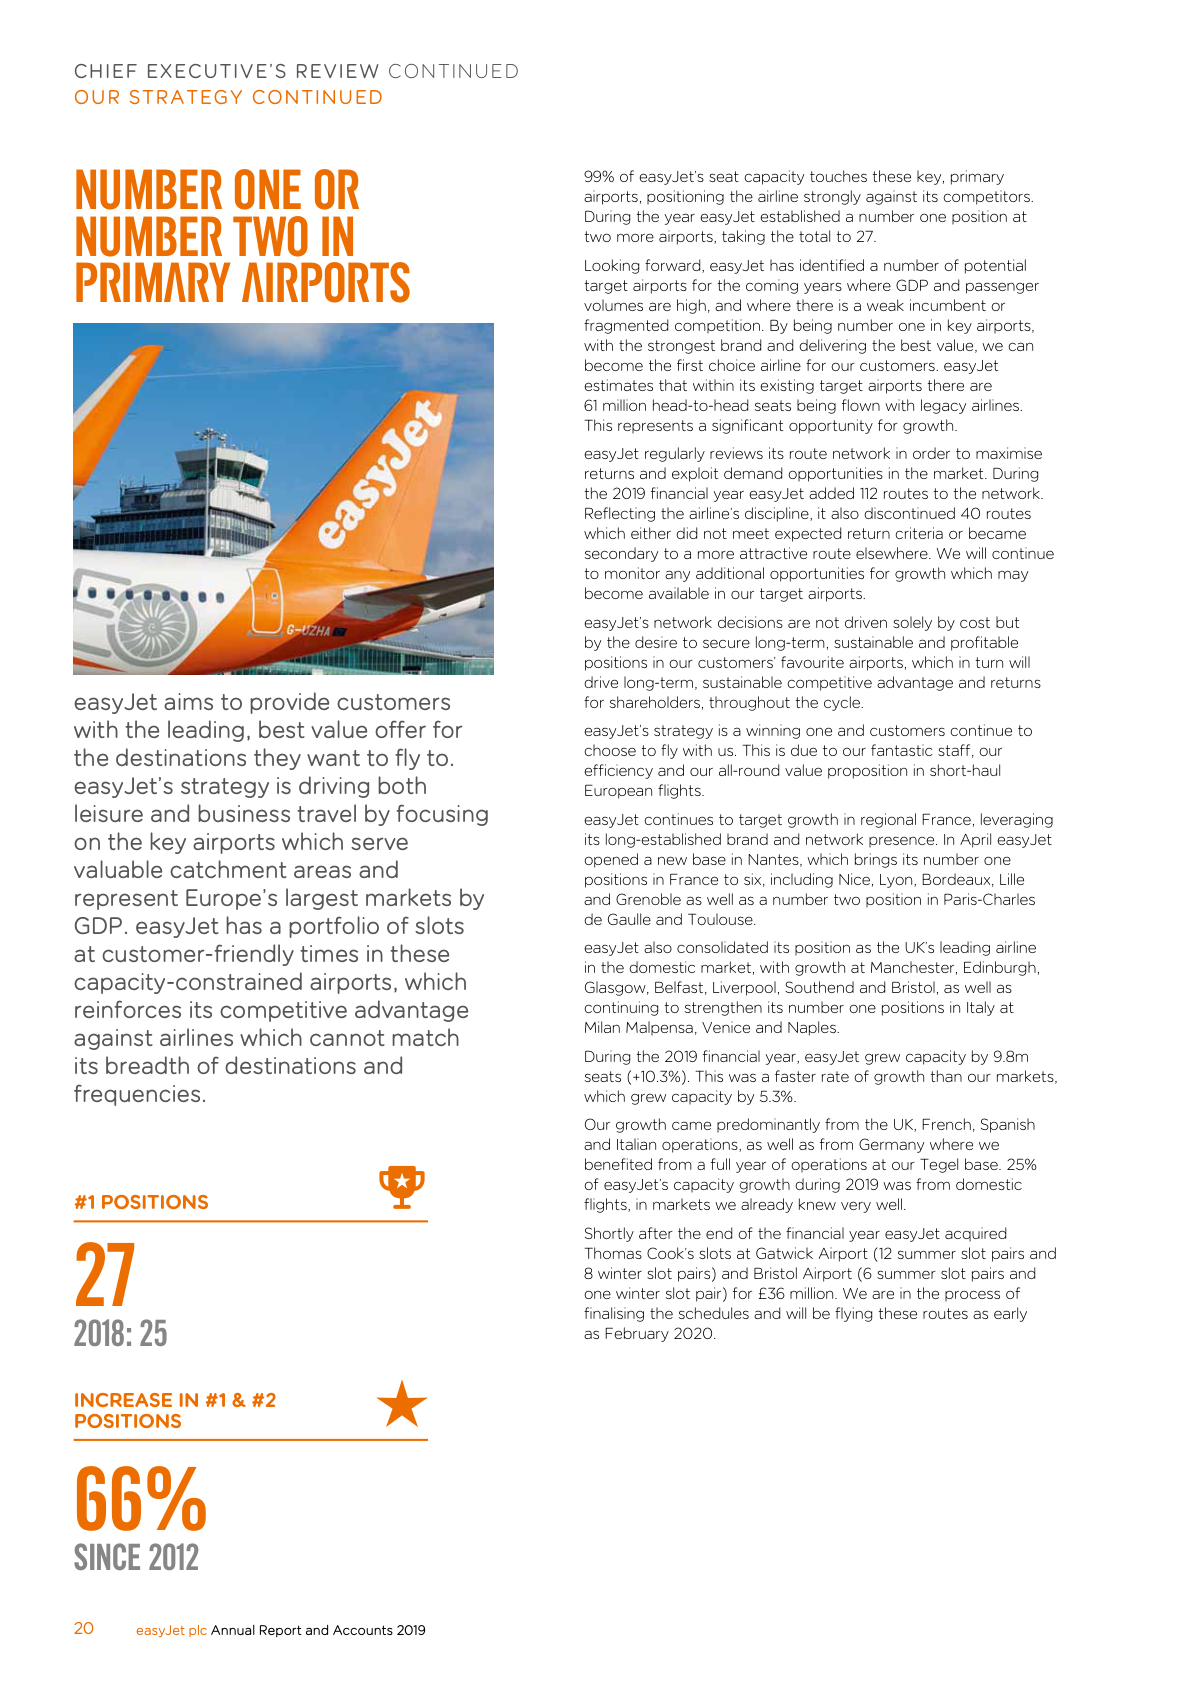 CHIEF EXECUTIVE'S REVIEW CONTINUED
OUR STRATEGY CONTINUED
NUMBER ONE OR
NUMBER TWO IN
PRIMARY AIRPORTS
easyJet
G-UZHA
easyJet aims to provide customers
with the leading, best value offer for
the destinations they want to fly to.
easyJet's strategy is driving both
leisure and business travel by focusing
on the key airports which serve
valuable catchment areas and
represent Europe's largest markets by
GDP. easyJet has a portfolio of slots
at customer-friendly times in these
capacity-constrained airports, which
reinforces its competitive advantage
against airlines which cannot match
its breadth of destinations and
frequencies.
#1 POSITIONS
27
2018: 25
INCREASE IN #1 & #2
POSITIONS
66%
SINCE 2012
99% of easyJet's seat capacity touches these key, primary
airports, positioning the airline strongly against its competitors.
During the year easyJet established a number one position at
two more airports, taking the total to 27.
Looking forward, easyJet has identified a number of potential
target airports for the coming years where GDP and passenger
volumes are high, and where there is a weak incumbent or
fragmented competition. By being number one in key airports,
with the strongest brand and delivering the best value, we can
become the first choice airline for our customers. easyJet
estimates that within its existing target airports there are
61 million head-to-head seats being flown with legacy airlines.
This represents a significant opportunity for growth.
easyJet regularly reviews its route network in order to maximise
returns and exploit demand opportunities in the market. During
the 2019 financial year easyJet added 112 routes to the network.
Reflecting the airline's discipline, it also discontinued 40 routes
which either did not meet expected return criteria or became
secondary to a more attractive route elsewhere. We will continue
to monitor any additional opportunities for growth which may
become available in our target airports.
easyJet's network decisions are not driven solely by cost but
by the desire to secure long-term, sustainable and profitable
positions in our customers' favourite airports, which in turn will
drive long-term, sustainable competitive advantage and returns
for shareholders, throughout the cycle.
easyJet's strategy is a winning one and customers continue to
choose to fly with us. This is due to our fantastic staff, our
efficiency and our all-round value proposition in short-haul
European flights.
easyJet continues to target growth in regional France, leveraging
its long-established brand and network presence. In April easyJet
opened a new base in Nantes, which brings its number one
positions in France to six, including Nice, Lyon, Bordeaux, Lille
and Grenoble as well as a number two position in Paris-Charles
de Gaulle and Toulouse.
easyJet also consolidated its position as the UK's leading airline
in the domestic market, with growth at Manchester, Edinburgh,
Glasgow, Belfast, Liverpool, Southend and Bristol, as well as
continuing to strengthen its number one positions in Italy at
Milan Malpensa, Venice and Naples.
During the 2019 financial year, easyJet grew capacity by 9.8m
seats (+10.3%). This was a faster rate of growth than our markets,
which grew capacity by 5.3%.
Our growth came predominantly from the UK, French, Spanish
and Italian operations, as well as from Germany where we
benefited from a full year of operations at our Tegel base. 25%
of easyJet's capacity growth during 2019 was from domestic
flights, in markets we already knew very well.
Shortly after the end of the financial year easyJet acquired
Thomas Cook's slots at Gatwick Airport (12 summer slot pairs and
8 winter slot pairs) and Bristol Airport (6 summer slot pairs and
one winter slot pair) for £36 million. We are in the process of
finalising the schedules and will be flying these routes as early
as February 2020.
20 easyJet plc Annual Report and Accounts 2019